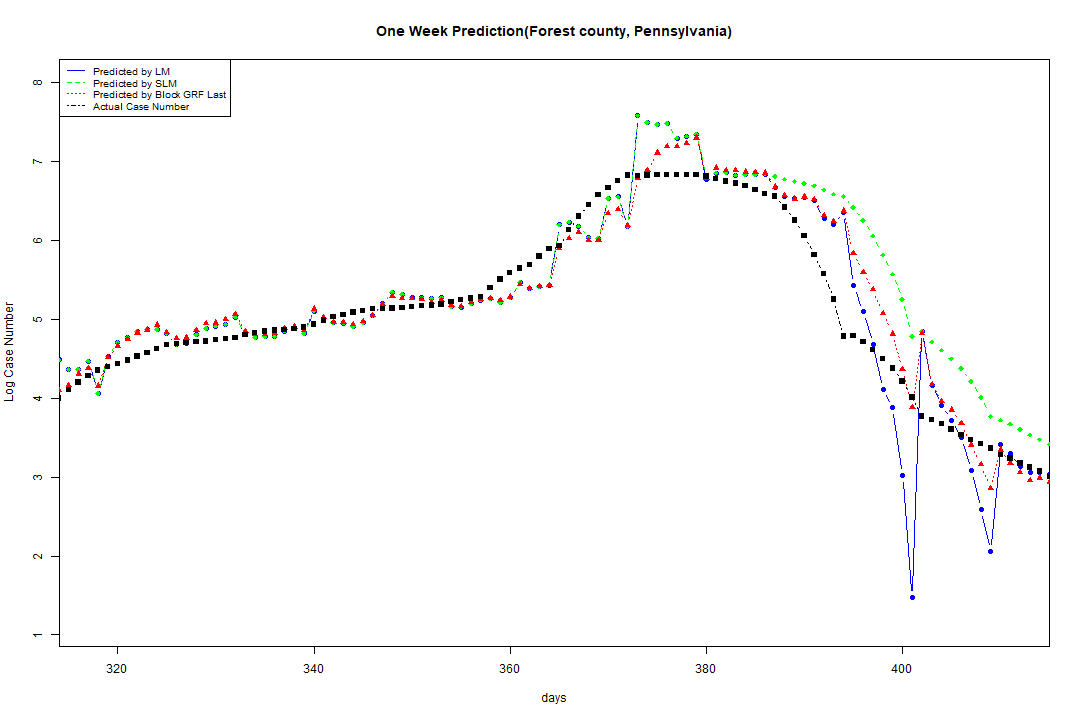 One Week Prediction(Forest county, Pennsylvania)
Predicted by LM
Predicted by SLM
Predicted by Block GRF Last
Actual Case Number
8
7
6
5
4
3
2
1
Log Case Number
320 340 360 380 400
days